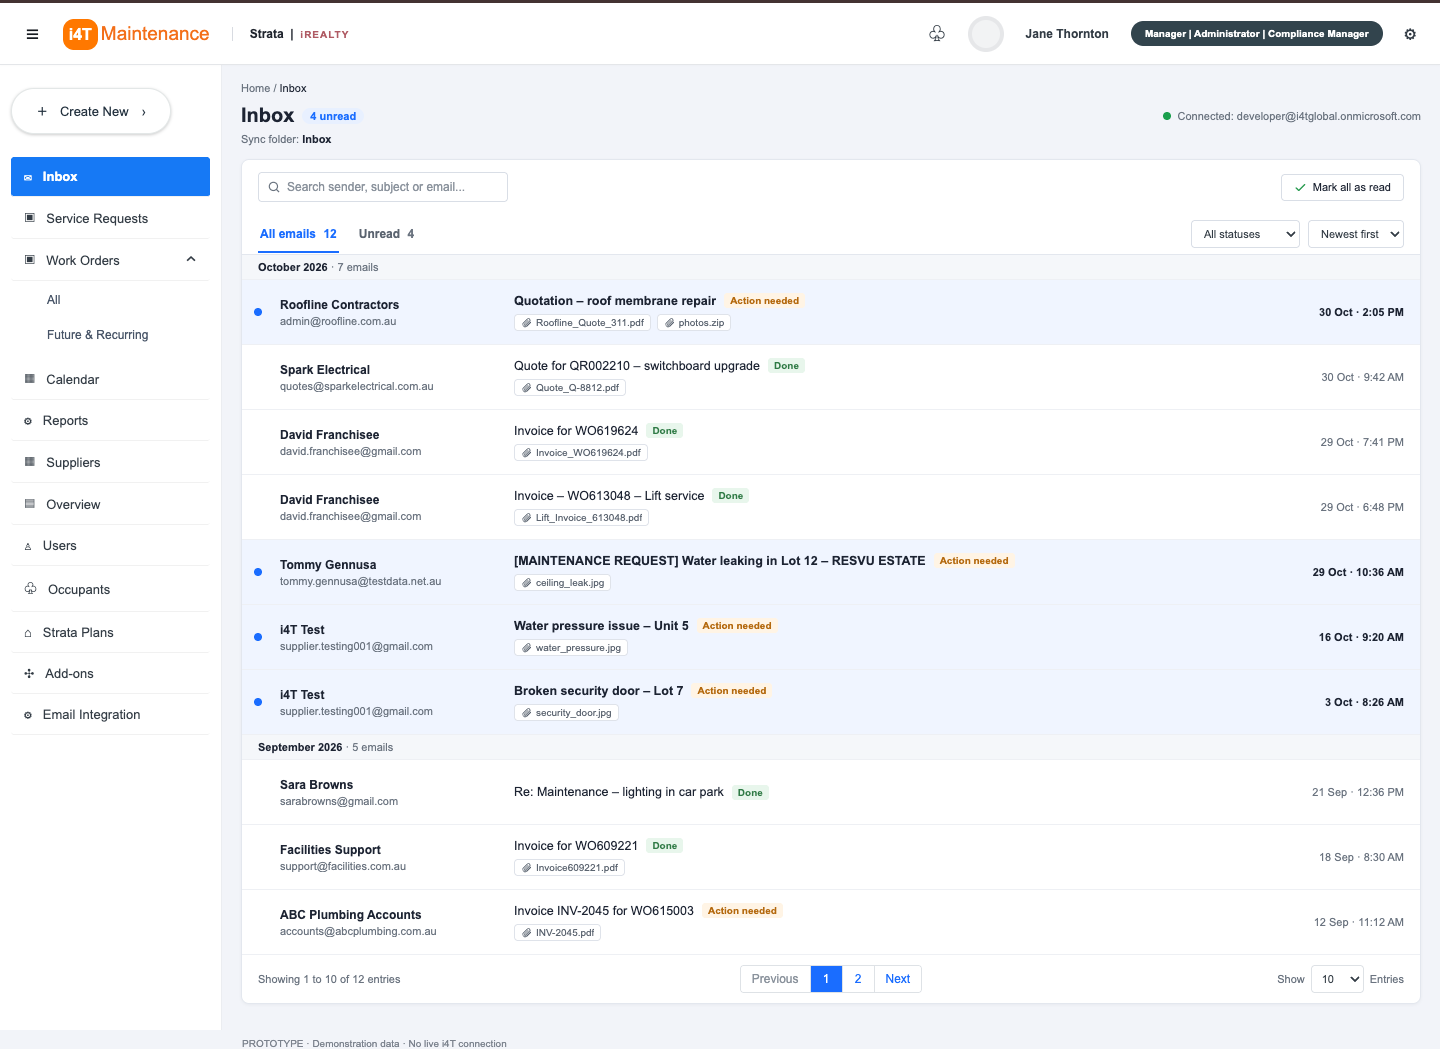 i4T Maintenance
Strata | iREALTY
Jane Thornton
Manager | Administrator | Compliance Manager
+ Create New ›
Inbox
Service Requests
Work Orders
All
Future & Recurring
Calendar
Reports
Suppliers
Overview
Users
Occupants
Strata Plans
Add-ons
Email Integration
Home / Inbox
Inbox 4 unread
Connected: developer@i4tglobal.onmicrosoft.com
Sync folder: Inbox
Search sender, subject or email...
Mark all as read
All emails 12 Unread 4
All statuses Newest first
October 2026 · 7 emails
Roofline Contractors
admin@roofline.com.au
Quotation – roof membrane repair Action needed
Roofline_Quote_311.pdf photos.zip
30 Oct · 2:05 PM
Spark Electrical
quotes@sparkelectrical.com.au
Quote for QR002210 – switchboard upgrade Done
Quote_Q-8812.pdf
30 Oct · 9:42 AM
David Franchisee
david.franchisee@gmail.com
Invoice for WO619624 Done
Invoice_WO619624.pdf
29 Oct · 7:41 PM
David Franchisee
david.franchisee@gmail.com
Invoice – WO613048 – Lift service Done
Lift_Invoice_613048.pdf
29 Oct · 6:48 PM
Tommy Gennusa
tommy.gennusa@testdata.net.au
[MAINTENANCE REQUEST] Water leaking in Lot 12 – RESVU ESTATE Action needed
ceiling_leak.jpg
29 Oct · 10:36 AM
i4T Test
supplier.testing001@gmail.com
Water pressure issue – Unit 5 Action needed
water_pressure.jpg
16 Oct · 9:20 AM
i4T Test
supplier.testing001@gmail.com
Broken security door – Lot 7 Action needed
security_door.jpg
3 Oct · 8:26 AM
September 2026 · 5 emails
Sara Browns
sarabrowns@gmail.com
Re: Maintenance – lighting in car park Done
21 Sep · 12:36 PM
Facilities Support
support@facilities.com.au
Invoice for WO609221 Done
Invoice609221.pdf
18 Sep · 8:30 AM
ABC Plumbing Accounts
accounts@abcplumbing.com.au
Invoice INV-2045 for WO615003 Action needed
INV-2045.pdf
12 Sep · 11:12 AM
Showing 1 to 10 of 12 entries
Previous 1 2 Next
Show 10 Entries
PROTOTYPE · Demonstration data · No live i4T connection